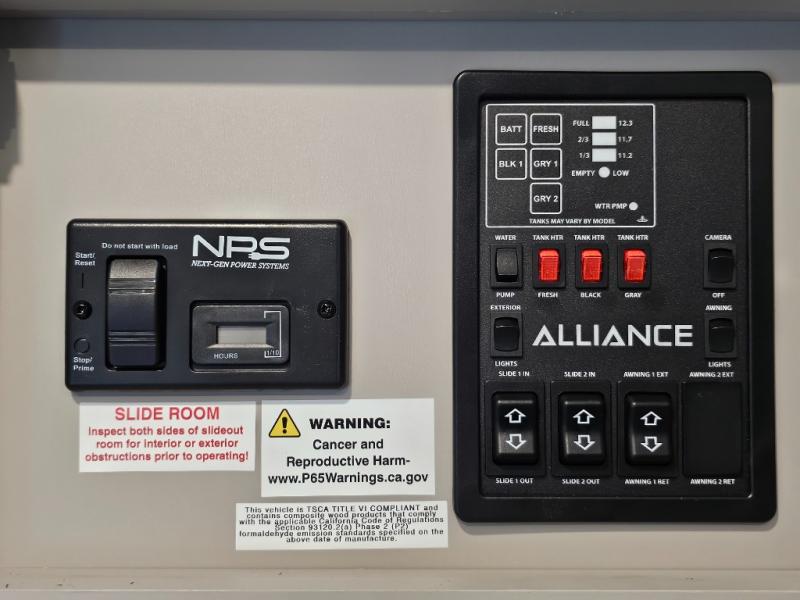 Do not start with load
Start/
Reset
NPS
NEXT-GEN POWER SYSTEMS
HOURS
1/10
Stop/
Prime
SLIDE ROOM
Inspect both sides of slideout
room for interior or exterior
obstructions prior to operating!
WARNING:
Cancer and
Reproductive Harm-
www.P65Warnings.ca.gov
This vehicle is TSCA TITLE VI COMPLIANT and
contains composite wood products that comply
with the applicable California Code of Regulations
Section 93120.2(a) Phase 2 (P2)
formaldehyde emission standards specified on the
above date of manufacture.
BATT FRESH
BLK 1 GRY 1
GRY 2
FULL 12.3
2/3 11.7
1/3 11.2
EMPTY LOW
WTR PMP
TANKS MAY VARY BY MODEL
WATER TANK HTR TANK HTR TANK HTR CAMERA
PUMP FRESH BLACK GRAY OFF
EXTERIOR AWNING
ALLIANCE
LIGHTS LIGHTS
SLIDE 1 IN SLIDE 2 IN AWNING 1 EXT AWNING 2 EXT
SLIDE 1 OUT SLIDE 2 OUT AWNING 1 RET AWNING 2 RET